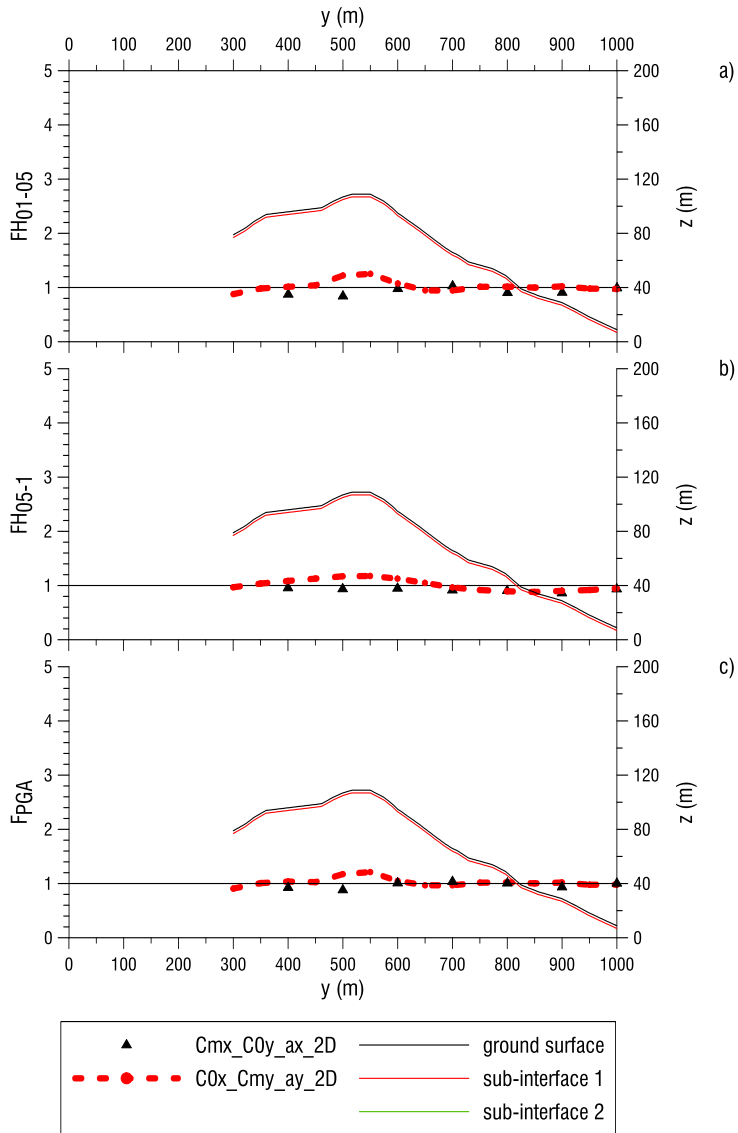 y (m)
0 100 200 300 400 500 600 700 800 900 1000
a)
5 4 3 2 1 0
FH01-05
200 160 120 80 40 0
z (m)
b)
5 4 3 2 1 0
FH05-1
200 160 120 80 40 0
z (m)
c)
5 4 3 2 1 0
FPGA
200 160 120 80 40 0
z (m)
0 100 200 300 400 500 600 700 800 900 1000
y (m)
Cmx_C0y_ax_2D
C0x_Cmy_ay_2D
ground surface
sub-interface 1
sub-interface 2